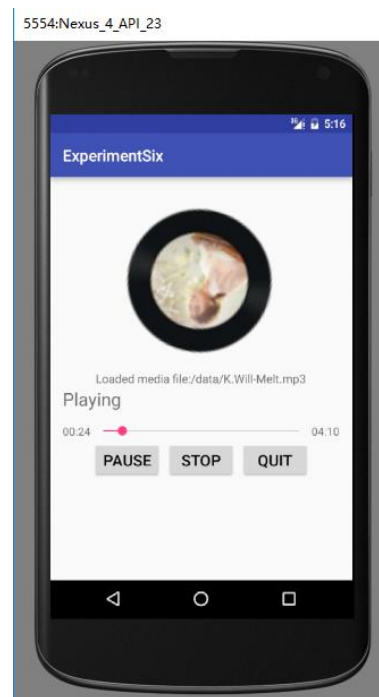 5554:Nexus_4_API_23
5:16
ExperimentSix
Loaded media file:/data/K.Will-Melt.mp3
Playing
00:24 04:10
PAUSE STOP QUIT